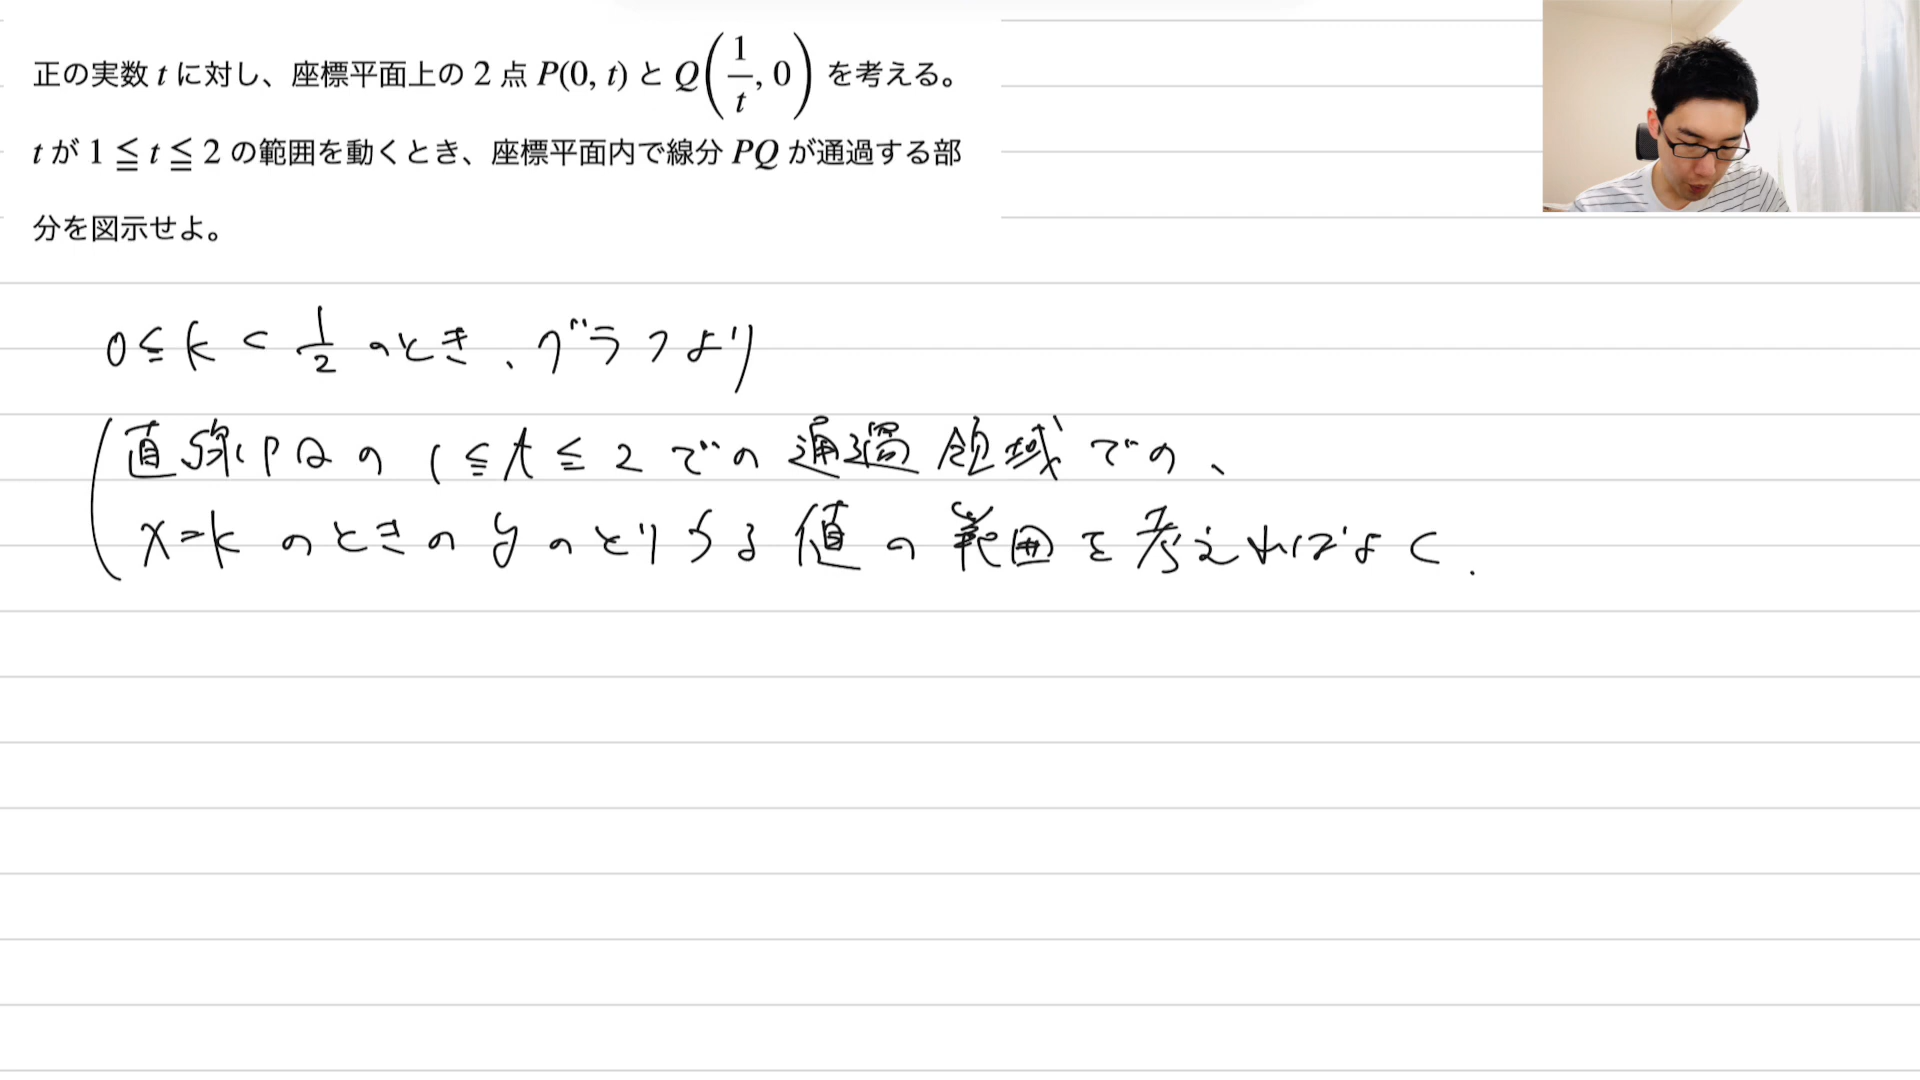 正の実数 t に対し、座標平面上の 2 点 P(0, t) と Q(1/t, 0) を考える。
t が 1 ≦ t ≦ 2 の範囲を動くとき、座標平面内で線分 PQ が通過する部
分を図示せよ。
0 ≦ k < 1/2 のとき、グラフより
直線PQの 1 ≦ t ≦ 2 での通過領域での、
x=k のときの y のとりうる値の範囲を考えればよく.